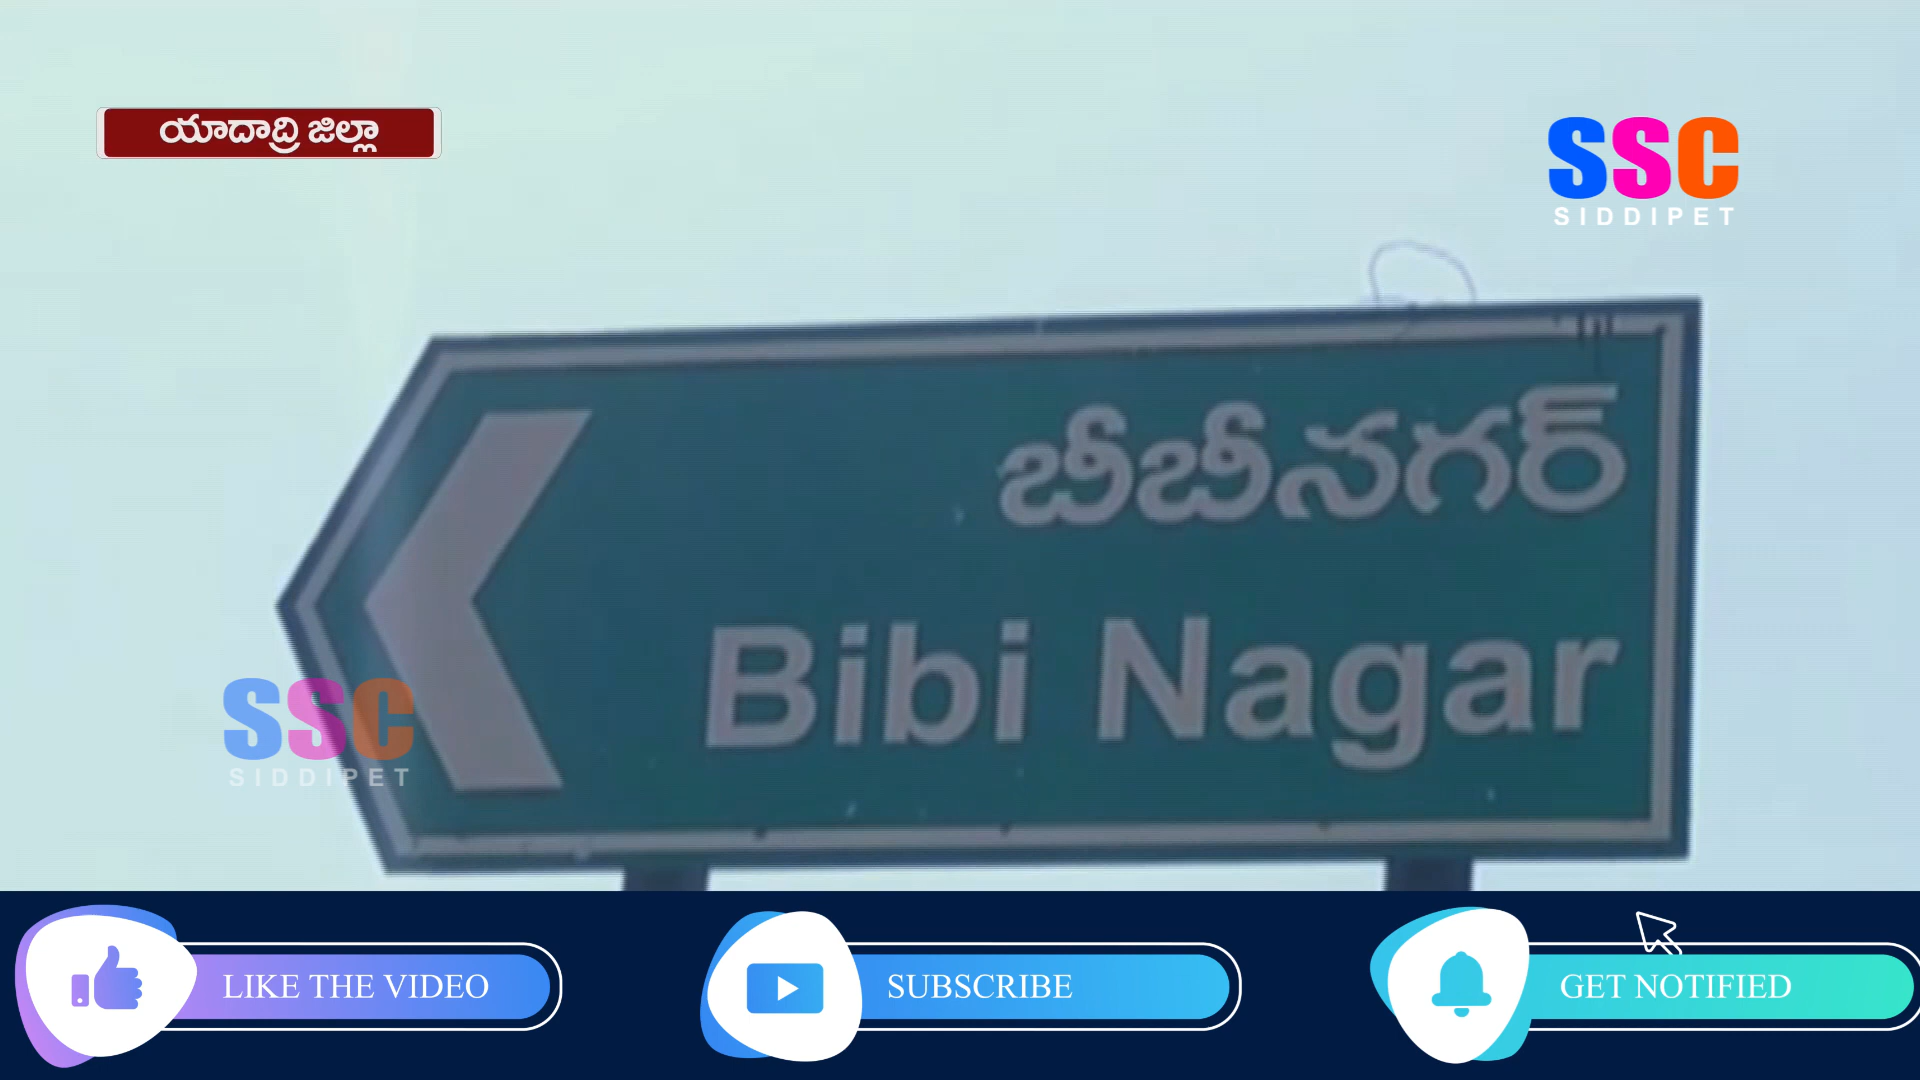 యాదాద్రి జిల్లా
SSC
SIDDIPET
బీబీనగర్
Bibi Nagar
SSC
SIDDIPET
LIKE THE VIDEO
SUBSCRIBE
GET NOTIFIED